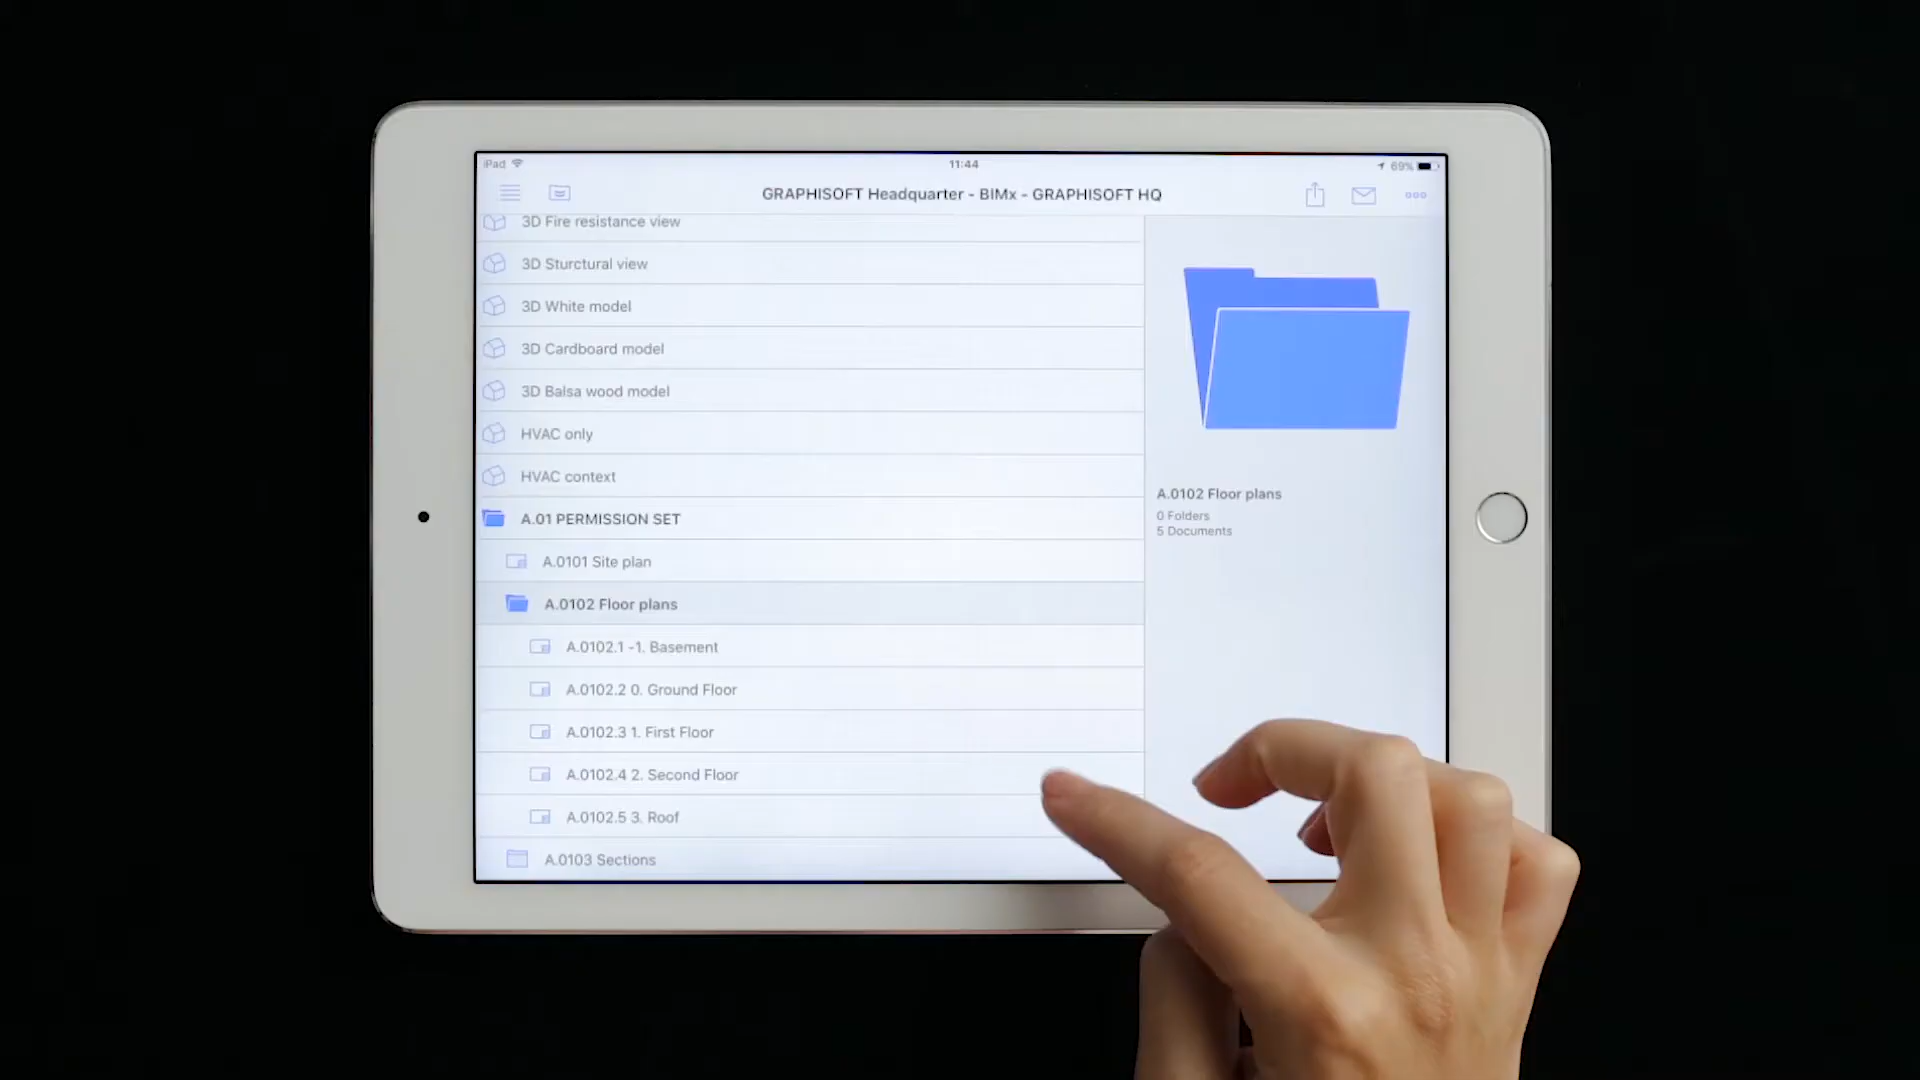 iPad
11:44
69%
GRAPHISOFT Headquarter - BIMx - GRAPHISOFT HQ
3D Fire resistance view
3D Sturctural view
3D White model
3D Cardboard model
3D Balsa wood model
HVAC only
HVAC context
A.01 PERMISSION SET
A.0101 Site plan
A.0102 Floor plans
A.0102.1 -1. Basement
A.0102.2 0. Ground Floor
A.0102.3 1. First Floor
A.0102.4 2. Second Floor
A.0102.5 3. Roof
A.0103 Sections
A.0102 Floor plans
0 Folders
5 Documents